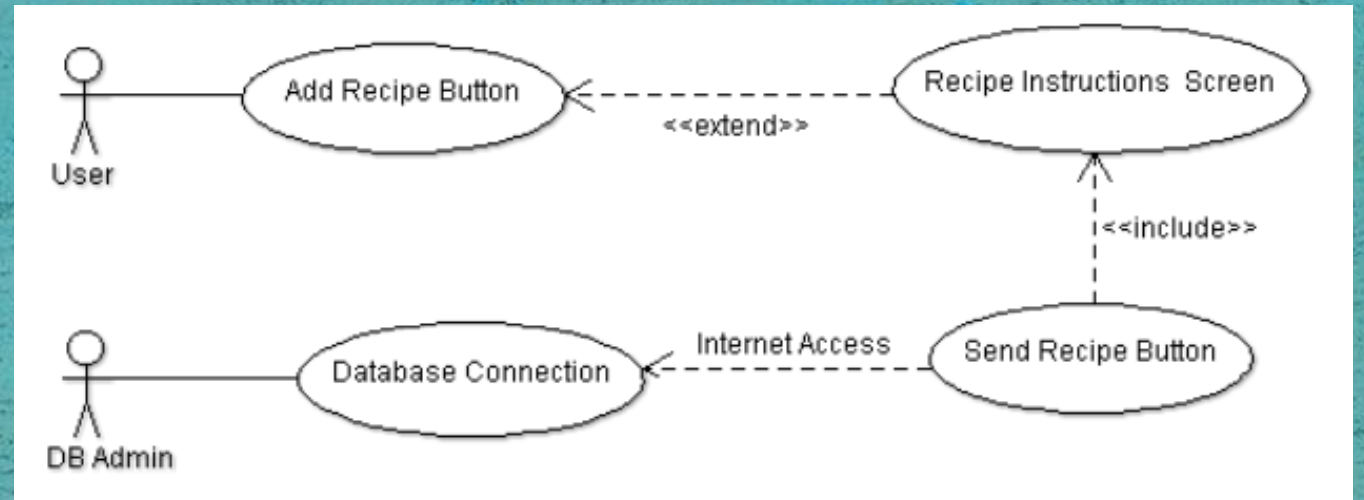 Add Recipe Button
Recipe Instructions Screen
<<extend>>
User
<<include>>
Internet Access
Send Recipe Button
Database Connection
DB Admin